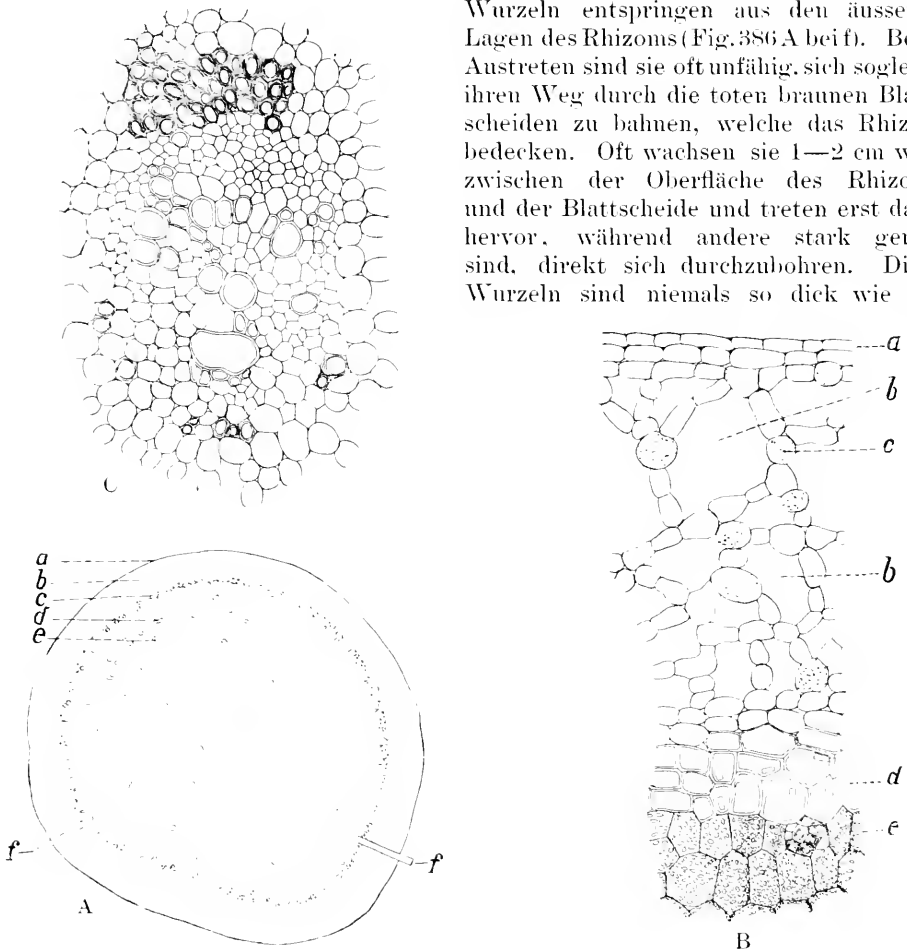 Wurzeln entspringen aus den äusse
Lagen des Rhizoms (Fig. 386 A bei f). Be
Austreten sind sie oft unfähig, sich sogle
ihren Weg durch die toten braunen Bla
scheiden zu bahnen, welche das Rhiz
bedecken. Oft wachsen sie 1—2 cm w
zwischen der Oberfläche des Rhizo
und der Blattscheide und treten erst da
hervor, während andere stark gen
sind, direkt sich durchzubohren. Di
Wurzeln sind niemals so dick wie
C
a
b
c
b
d
e
B
a
b
c
d
e
f
f
A